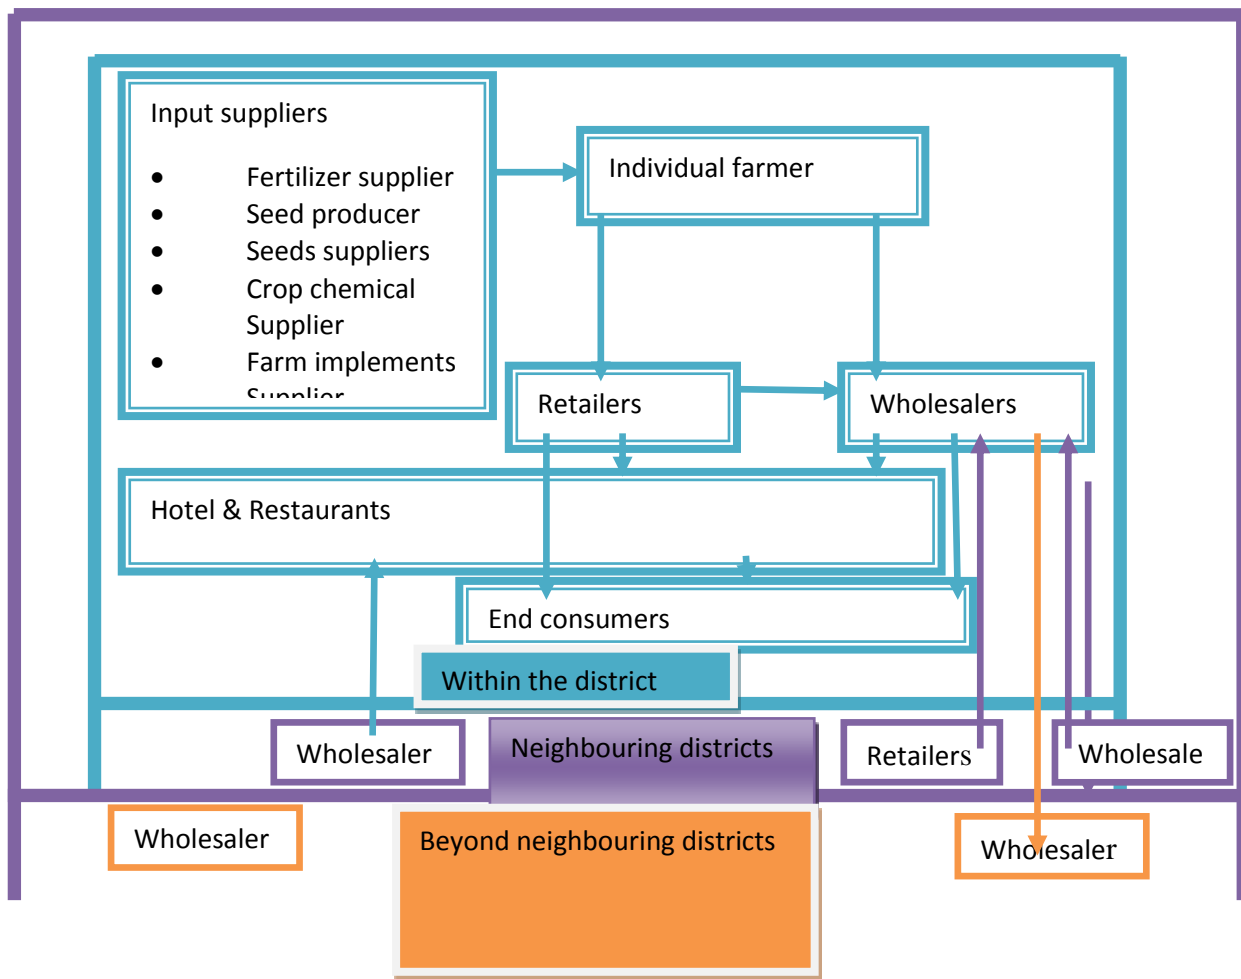 Input suppliers
• Fertilizer supplier
• Seed producer
• Seeds suppliers
• Crop chemical
Supplier
• Farm implements
Supplier
Individual farmer
Retailers
Wholesalers
Hotel & Restaurants
End consumers
Within the district
Wholesaler
Neighbouring districts
Retailers
Wholesale
Wholesaler
Beyond neighbouring districts
Wholesaler